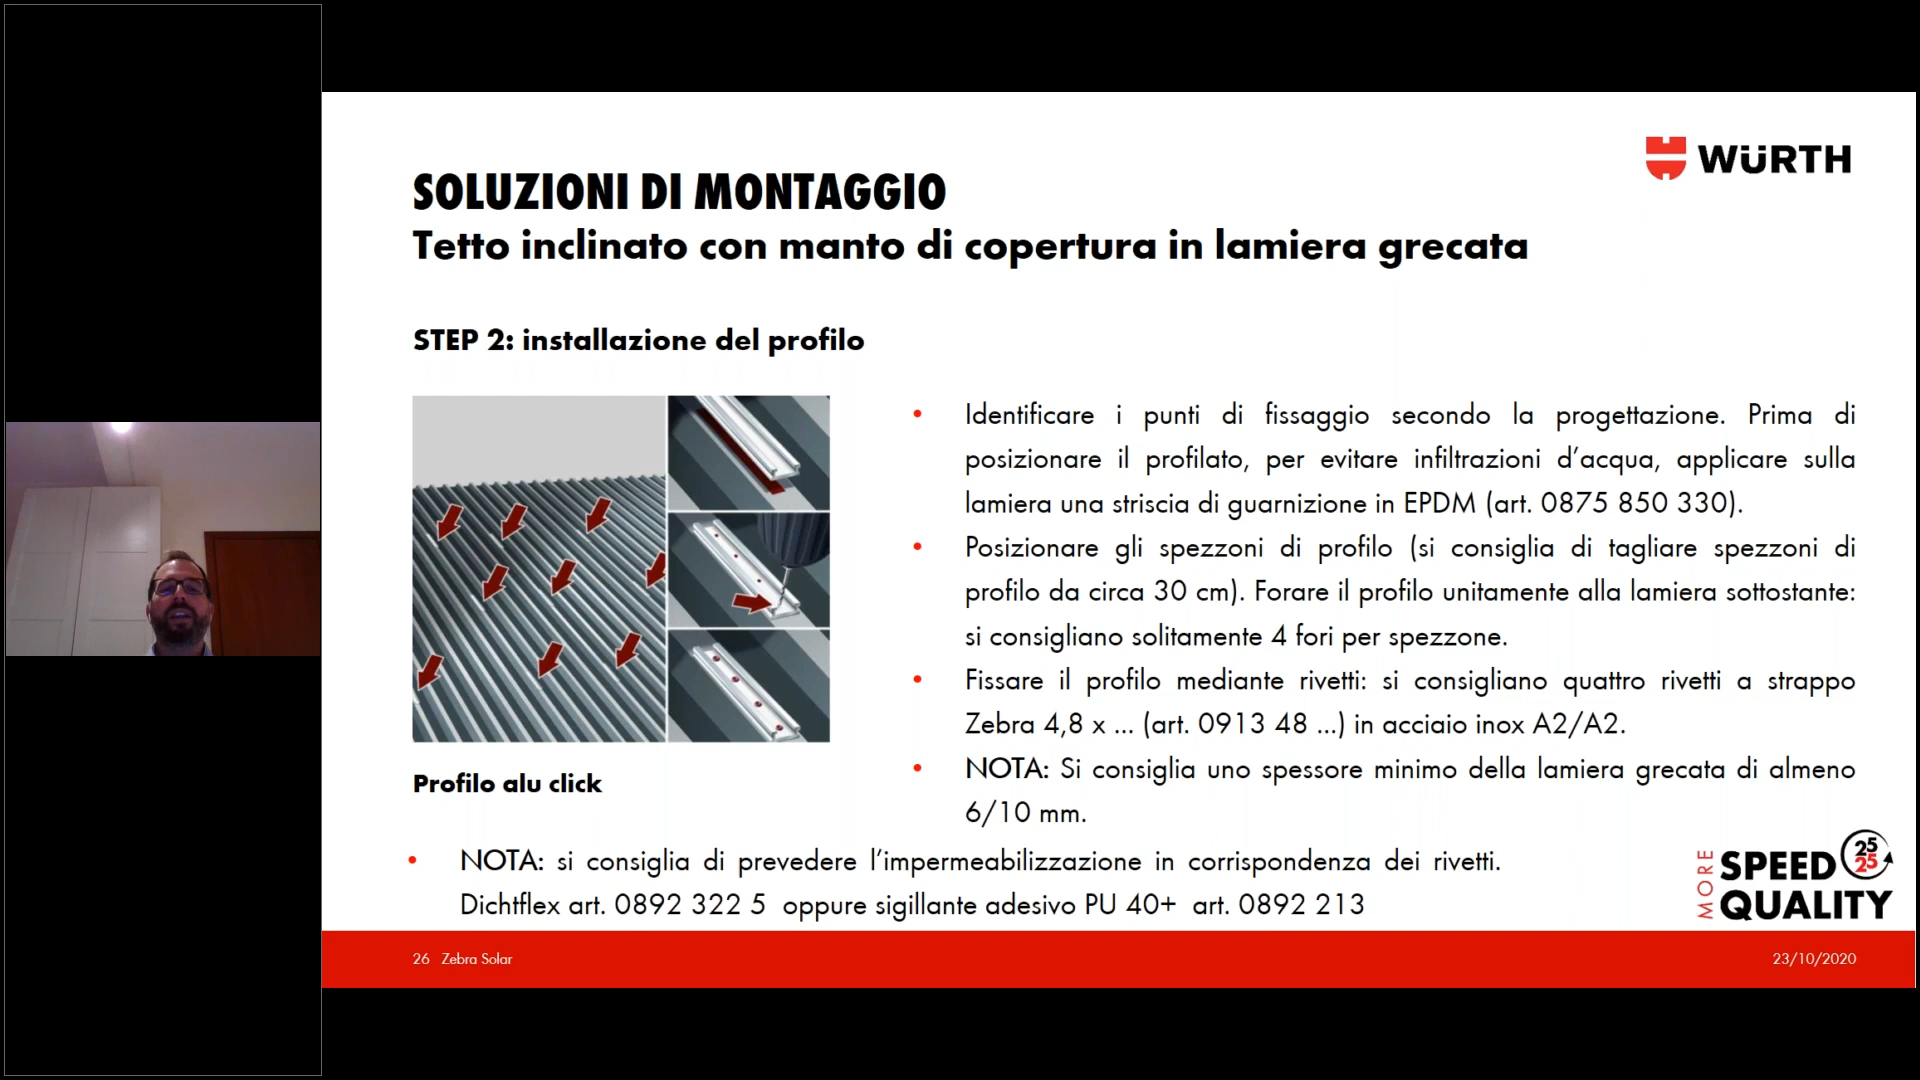 WÜRTH
SOLUZIONI DI MONTAGGIO
Tetto inclinato con manto di copertura in lamiera grecata
STEP 2: installazione del profilo
• Identificare i punti di fissaggio secondo la progettazione. Prima di
posizionare il profilato, per evitare infiltrazioni d’acqua, applicare sulla
lamiera una striscia di guarnizione in EPDM (art. 0875 850 330).
• Posizionare gli spezzoni di profilo (si consiglia di tagliare spezzoni di
profilo da circa 30 cm). Forare il profilo unitamente alla lamiera sottostante:
si consigliano solitamente 4 fori per spezzone.
• Fissare il profilo mediante rivetti: si consigliano quattro rivetti a strappo
Zebra 4,8 x ... (art. 0913 48 ...) in acciaio inox A2/A2.
• NOTA: Si consiglia uno spessore minimo della lamiera grecata di almeno
6/10 mm.
Profilo alu click
• NOTA: si consiglia di prevedere l’impermeabilizzazione in corrispondenza dei rivetti.
Dichtflex art. 0892 322 5 oppure sigillante adesivo PU 40+ art. 0892 213
MORE
SPEED
25
25
QUALITY
26 Zebra Solar
23/10/2020